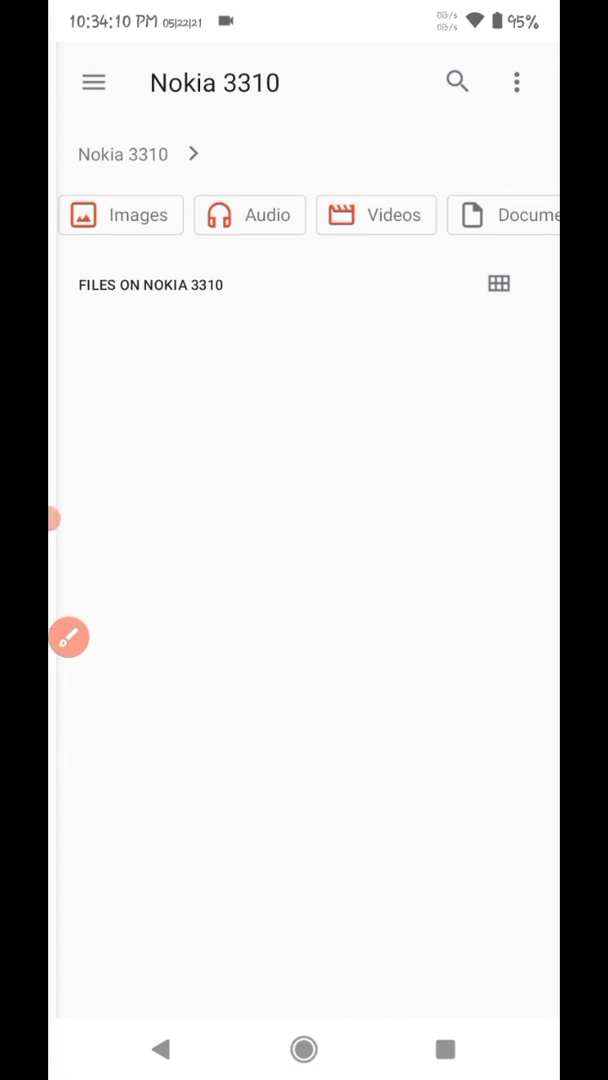 10:34:10 PM 05|22|21
0B/s
0B/s
95%
Nokia 3310
Nokia 3310
Images
Audio
Videos
Docume
FILES ON NOKIA 3310